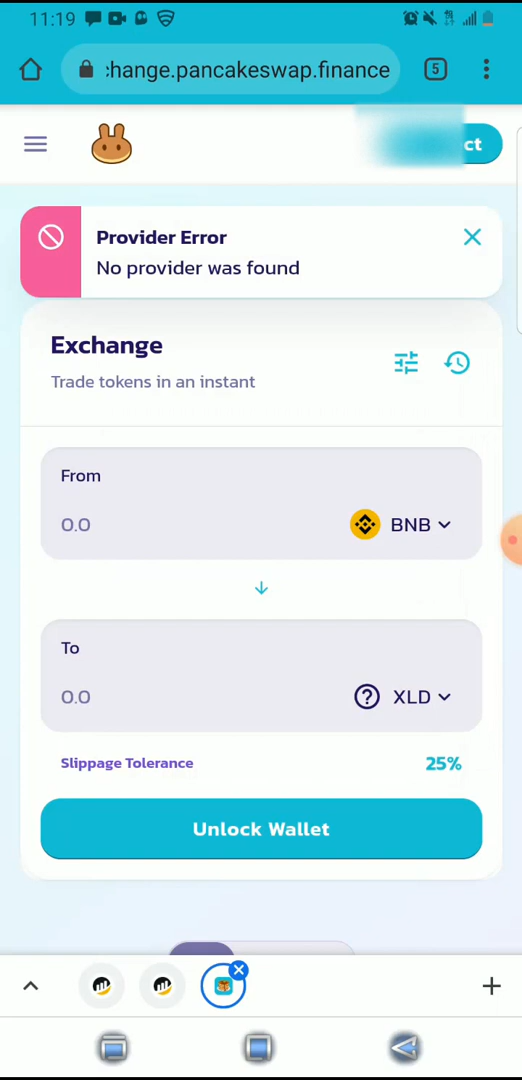 11:19
:hange.pancakeswap.finance
5
ct
Provider Error
No provider was found
Exchange
Trade tokens in an instant
From
0.0
BNB
To
0.0
XLD
Slippage Tolerance
25%
Unlock Wallet